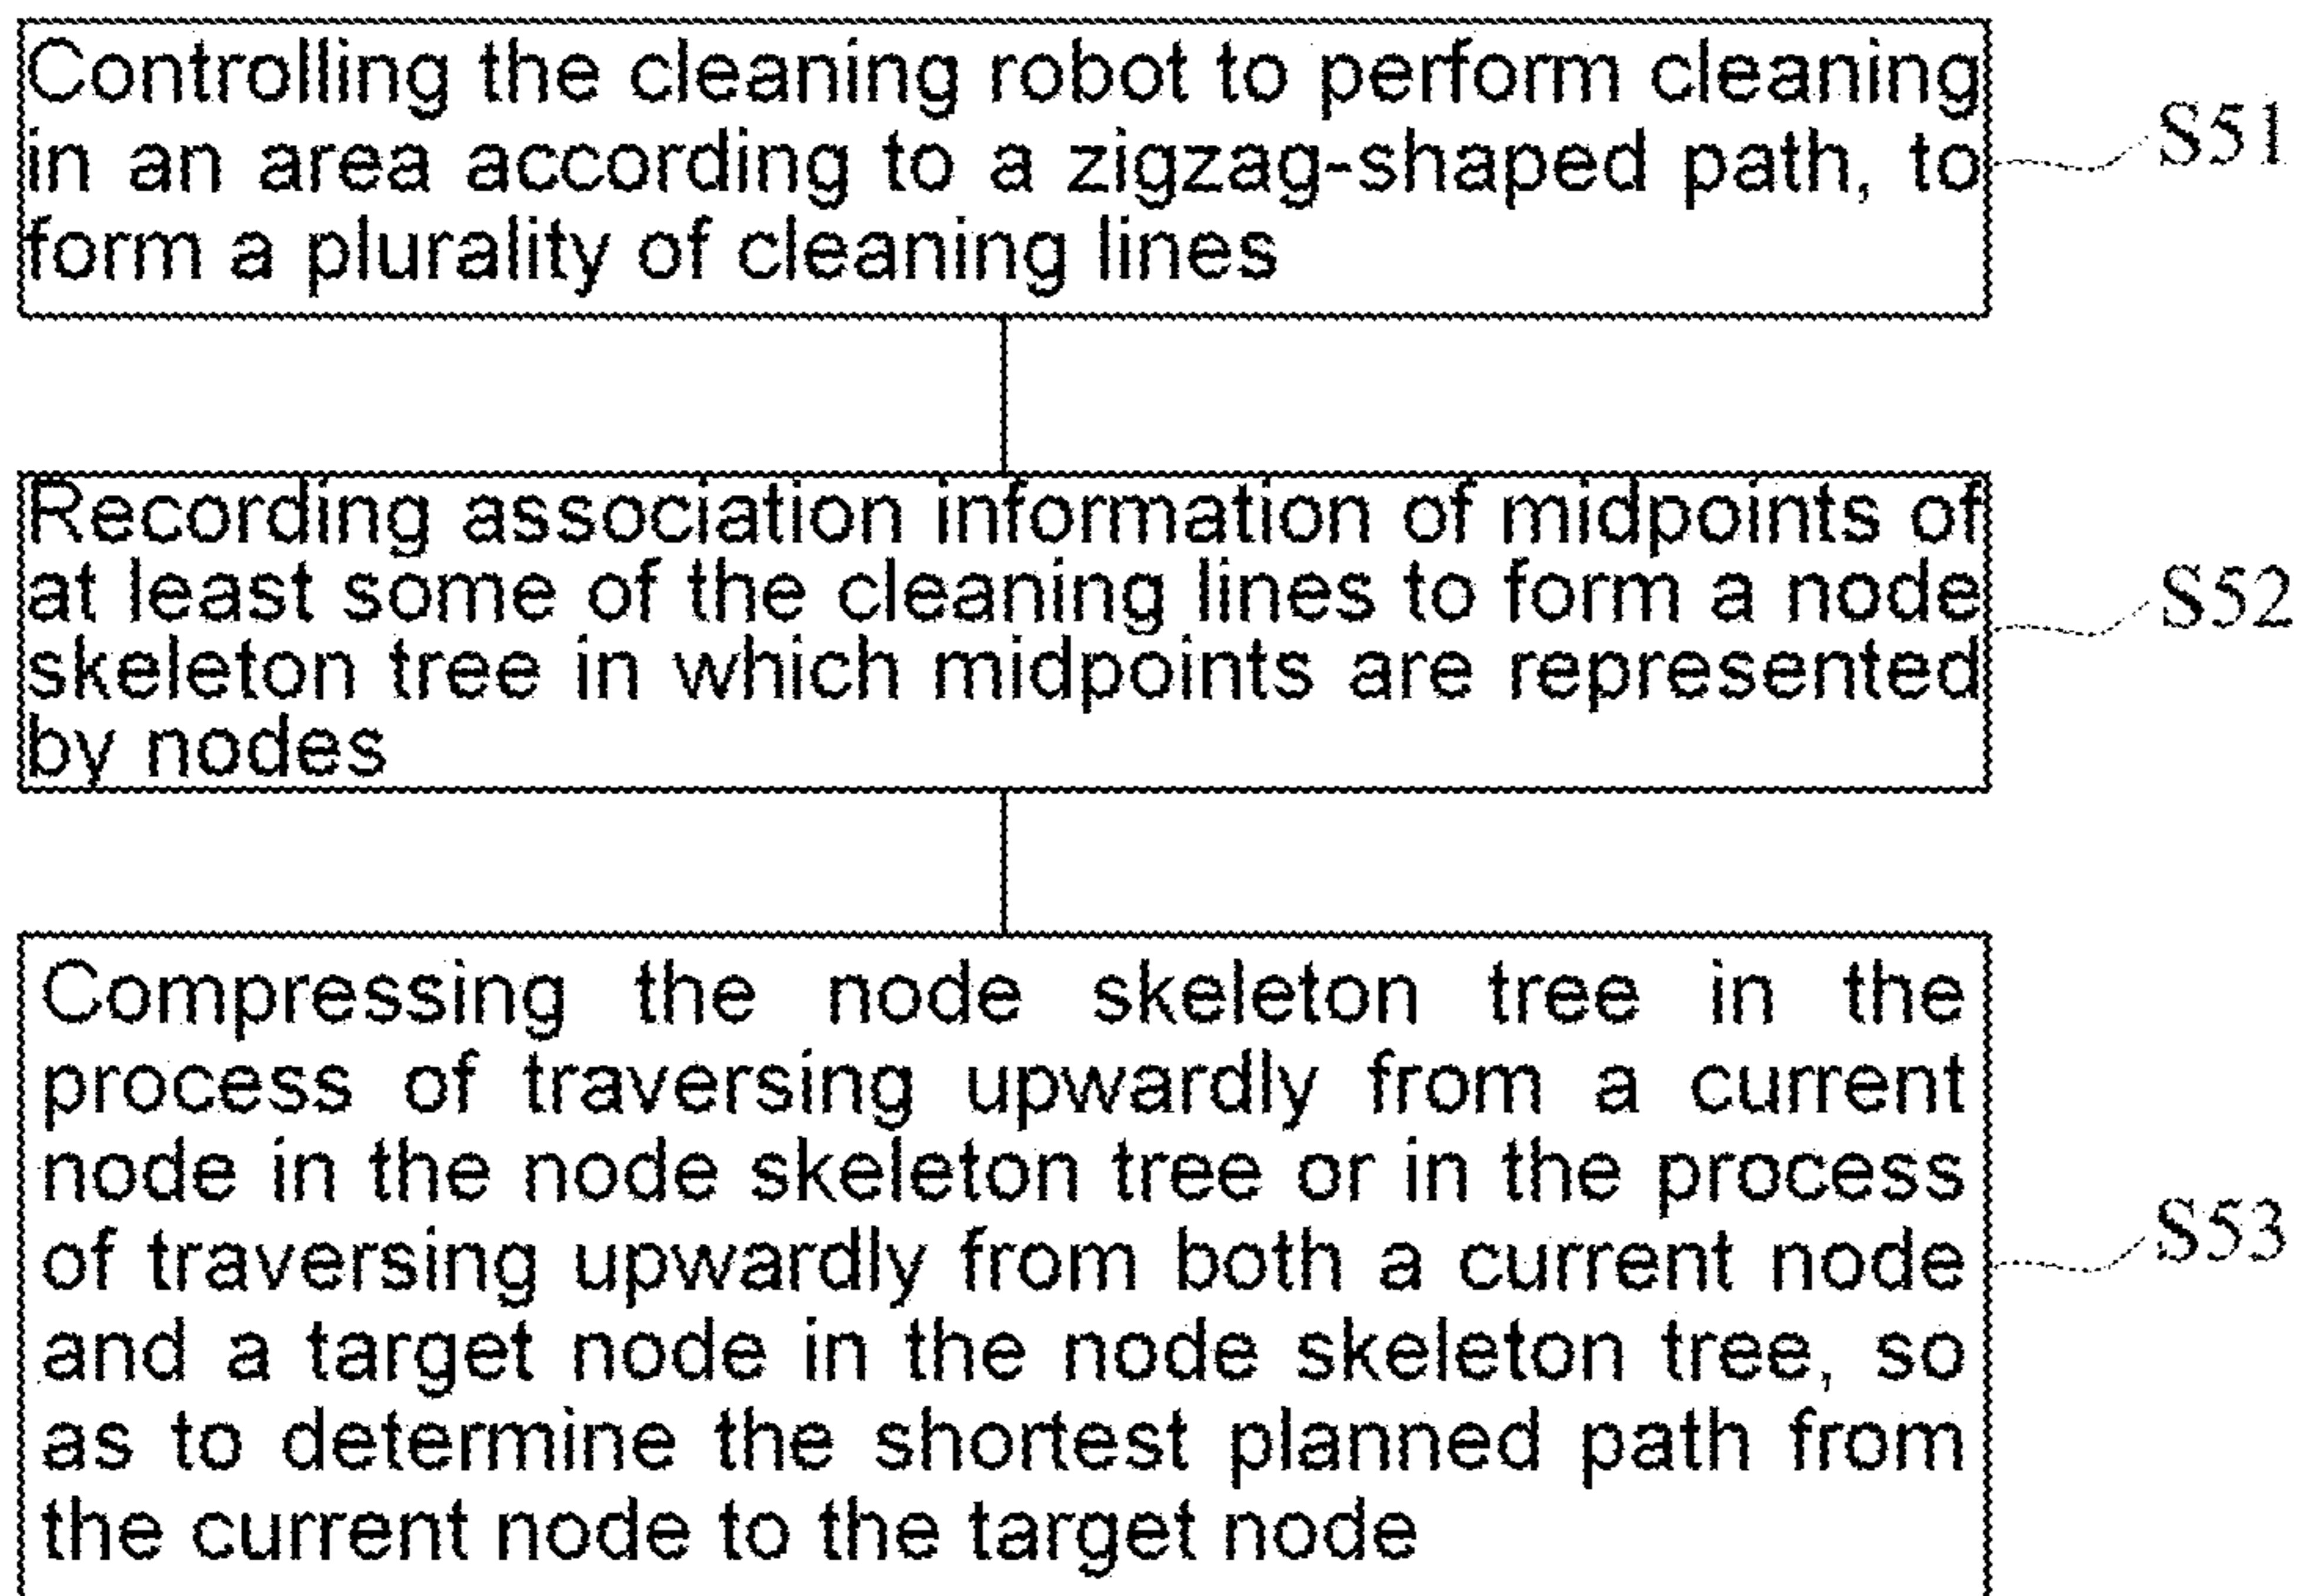 Controlling the cleaning robot to perform cleaning
in an area according to a zigzag-shaped path, to
form a plurality of cleaning lines
S51
Recording association information of midpoints of
at least some of the cleaning lines to form a node
skeleton tree in which midpoints are represented
by nodes
S52
Compressing the node skeleton tree in the
process of traversing upwardly from a current
node in the node skeleton tree or in the process
of traversing upwardly from both a current node
and a target node in the node skeleton tree, so
as to determine the shortest planned path from
the current node to the target node
S53